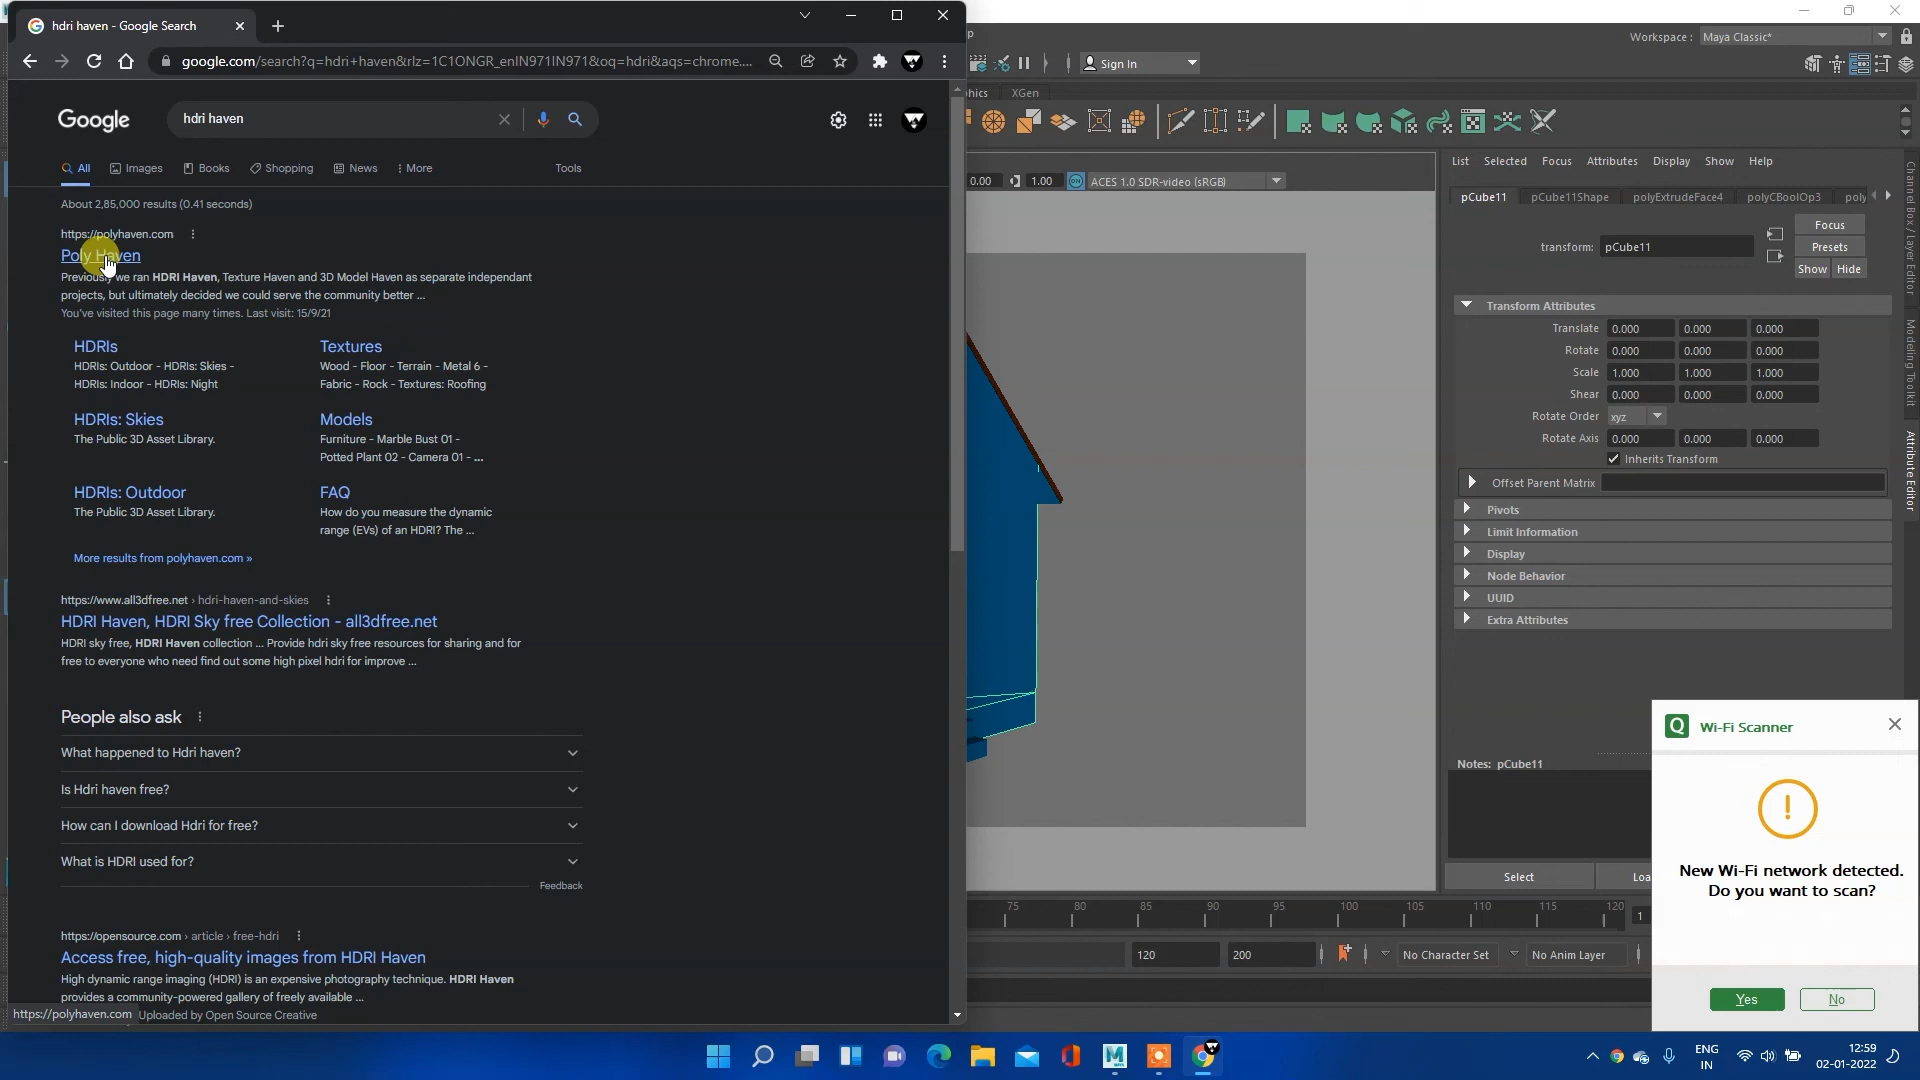 hdri haven - Google Search
google.com/search?q=hdri+haven&rlz=1C1ONGR_enIN971IN971&oq=hdri&aqs=chrome....
Google
hdri haven
All
Images
Books
Shopping
News
More
Tools
About 2,85,000 results (0.41 seconds)
https://polyhaven.com
Poly Haven
Previously we ran HDRI Haven, Texture Haven and 3D Model Haven as separate independant
projects, but ultimately decided we could serve the community better ...
You've visited this page many times. Last visit: 15/9/21
HDRIs
HDRIs: Outdoor - HDRIs: Skies -
HDRIs: Indoor - HDRIs: Night
Textures
Wood - Floor - Terrain - Metal 6 -
Fabric - Rock - Textures: Roofing
HDRIs: Skies
The Public 3D Asset Library.
Models
Furniture - Marble Bust 01 -
Potted Plant 02 - Camera 01 - ...
HDRIs: Outdoor
The Public 3D Asset Library.
FAQ
How do you measure the dynamic
range (EVs) of an HDRI? The ...
More results from polyhaven.com »
https://www.all3dfree.net › hdri-haven-and-skies
HDRI Haven, HDRI Sky free Collection - all3dfree.net
HDRI sky free, HDRI Haven collection ... Provide hdri sky free resources for sharing and for
free to everyone who need find out some high pixel hdri for improve ...
People also ask
What happened to Hdri haven?
Is Hdri haven free?
How can I download Hdri for free?
What is HDRI used for?
Feedback
https://opensource.com › article › free-hdri
Access free, high-quality images from HDRI Haven
High dynamic range imaging (HDRI) is an expensive photography technique. HDRI Haven
provides a community-powered gallery of freely available ...
https://polyhaven.com
Uploaded by Open Source Creative
Workspace :
Maya Classic*
Sign In
hics
XGen
0.00
1.00
ACES 1.0 SDR-video (sRGB)
List
Selected
Focus
Attributes
Display
Show
Help
pCube11
pCube11Shape
polyExtrudeFace4
polyCBoolOp3
poly
transform:
pCube11
Focus
Presets
Show
Hide
Transform Attributes
Translate 0.000 0.000 0.000
Rotate 0.000 0.000 0.000
Scale 1.000 1.000 1.000
Shear 0.000 0.000 0.000
Rotate Order xyz
Rotate Axis 0.000 0.000 0.000
Inherits Transform
Offset Parent Matrix
Pivots
Limit Information
Display
Node Behavior
UUID
Extra Attributes
Notes: pCube11
Select
Loa
Channel Box / Layer Editor
Modeling Toolkit
Attribute Editor
75 80 85 90 95 100 105 110 115 120
1
120
200
No Character Set
No Anim Layer
Q
Wi-Fi Scanner
New Wi-Fi network detected.
Do you want to scan?
Yes
No
ENG
IN
12:59
02-01-2022